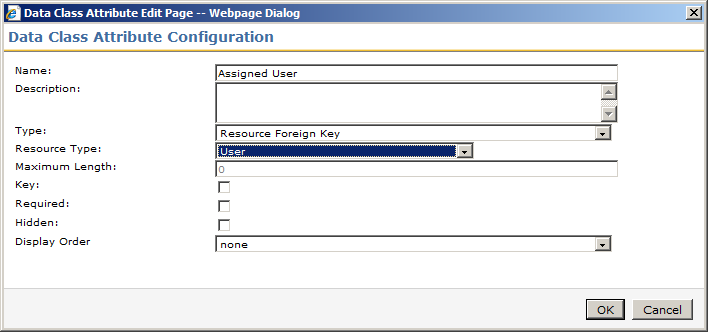 Data Class Attribute Edit Page -- Webpage Dialog
Data Class Attribute Configuration
Name: Assigned User
Description:
Type: Resource Foreign Key
Resource Type: User
Maximum Length: 0
Key:
Required:
Hidden:
Display Order none
OK Cancel